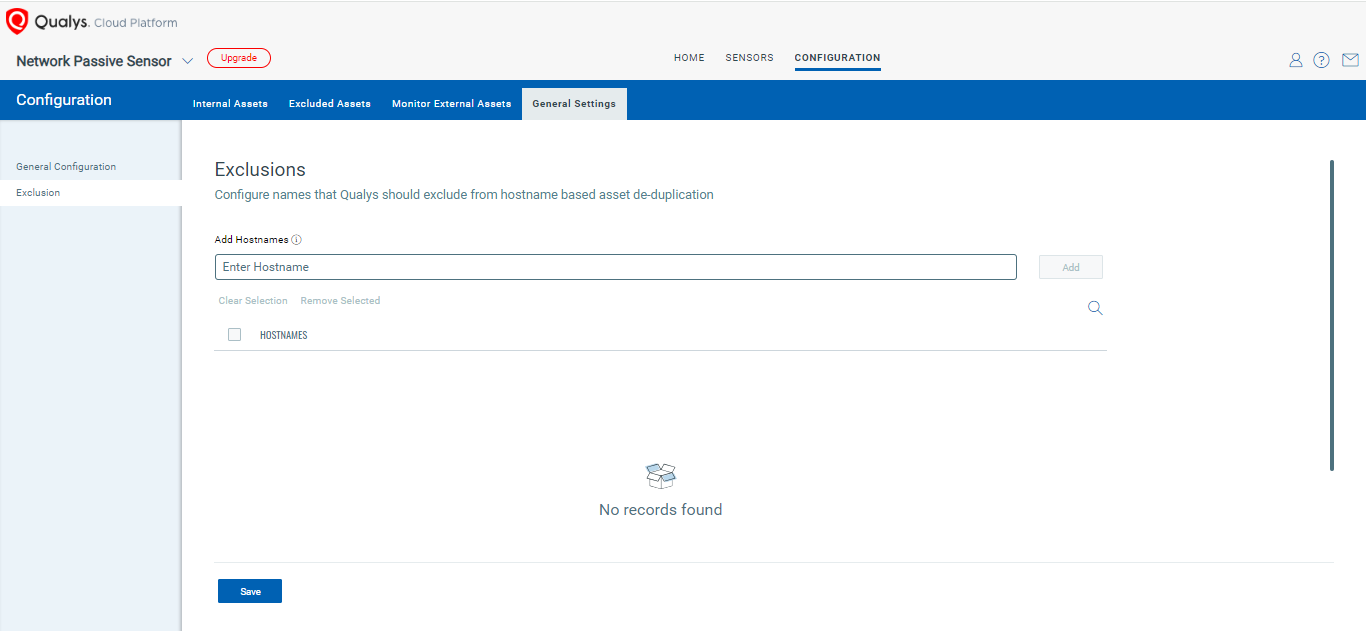 Qualys. Cloud Platform
Network Passive Sensor Upgrade HOME SENSORS CONFIGURATION
Configuration Internal Assets Excluded Assets Monitor External Assets General Settings
General Configuration
Exclusion
Exclusions
Configure names that Qualys should exclude from hostname based asset de-duplication
Add Hostnames
Enter Hostname Add
Clear Selection Remove Selected
HOSTNAMES
No records found
Save